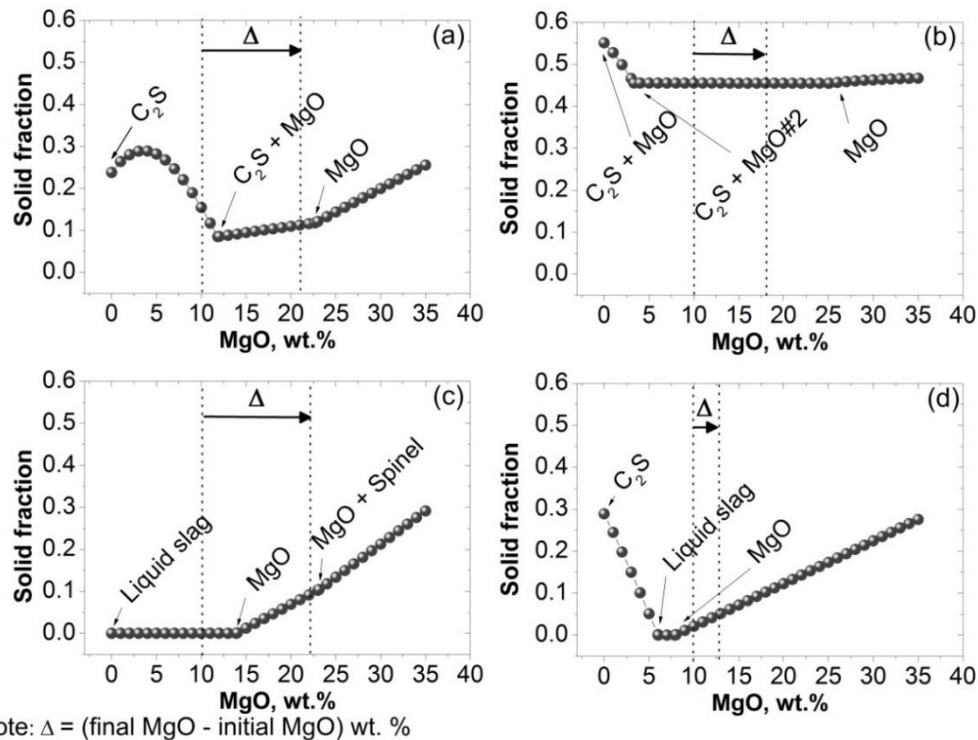 (a)
Δ
C₂S
C₂S + MgO
MgO
Solid fraction
0.6
0.5
0.4
0.3
0.2
0.1
0.0
0 5 10 15 20 25 30 35 40
MgO, wt.%
(b)
Δ
C₂S + MgO
C₂S + MgO#2
MgO
Solid fraction
0.6
0.5
0.4
0.3
0.2
0.1
0.0
0 5 10 15 20 25 30 35 40
MgO, wt.%
(c)
Δ
Liquid slag
MgO
MgO + Spinel
Solid fraction
0.6
0.5
0.4
0.3
0.2
0.1
0.0
0 5 10 15 20 25 30 35 40
MgO, wt.%
(d)
Δ
C₂S
Liquid slag
MgO
Solid fraction
0.6
0.5
0.4
0.3
0.2
0.1
0.0
0 5 10 15 20 25 30 35 40
MgO, wt.%
ote: Δ = (final MgO - initial MgO) wt. %